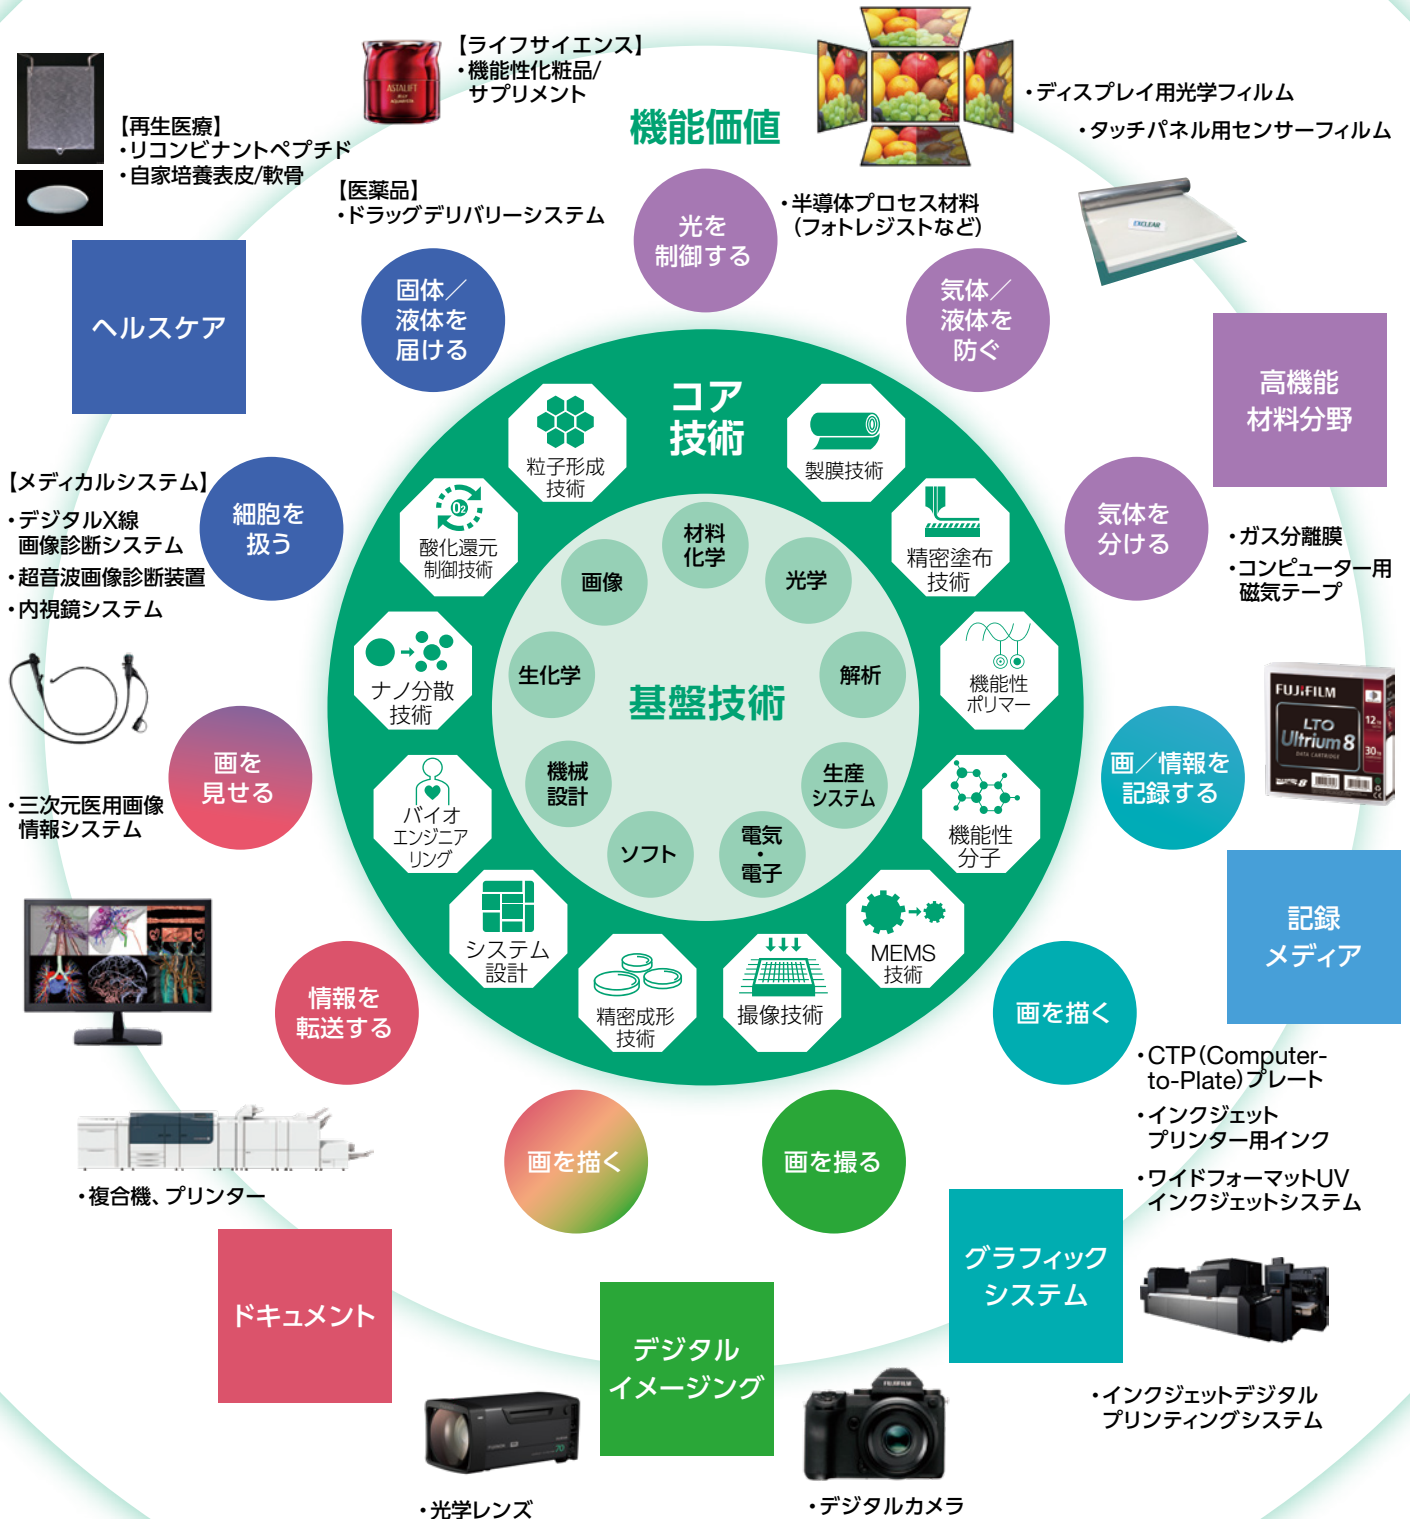 【ライフサイエンス】
・機能性化粧品/
サプリメント
ASTALIFT
JELLY
AQUARYSTA
機能価値
・ディスプレイ用光学フィルム
・タッチパネル用センサーフィルム
EXCLEAR
【再生医療】
・リコンビナントペプチド
・自家培養表皮/軟骨
【医薬品】
・ドラッグデリバリーシステム
・半導体プロセス材料
（フォトレジストなど）
光を
制御する
固体／
液体を
届ける
気体／
液体を
防ぐ
ヘルスケア
高機能
材料分野
コア
技術
粒子形成
技術
製膜技術
酸化還元
制御技術
O₂
精密塗布
技術
【メディカルシステム】
・デジタルX線
画像診断システム
・超音波画像診断装置
・内視鏡システム
細胞を
扱う
気体を
分ける
・ガス分離膜
・コンピューター用
磁気テープ
材料
化学
画像
光学
生化学
解析
基盤技術
機械
設計
生産
システム
ソフト
電気
・
電子
ナノ分散
技術
機能性
ポリマー
バイオ
エンジニア
リング
機能性
分子
システム
設計
MEMS
技術
精密成形
技術
撮像技術
画を
見せる
画／情報を
記録する
FUJIFILM
LTO
Ultrium 8
DATA CARTRIDGE
12
30
・三次元医用画像
情報システム
記録
メディア
情報を
転送する
画を描く
・CTP（Computer-
to-Plate）プレート
・インクジェット
プリンター用インク
・ワイドフォーマットUV
インクジェットシステム
・複合機、プリンター
画を描く
画を撮る
ドキュメント
グラフィック
システム
デジタル
イメージング
・インクジェットデジタル
プリンティングシステム
FUJIFILM
・光学レンズ
・デジタルカメラ